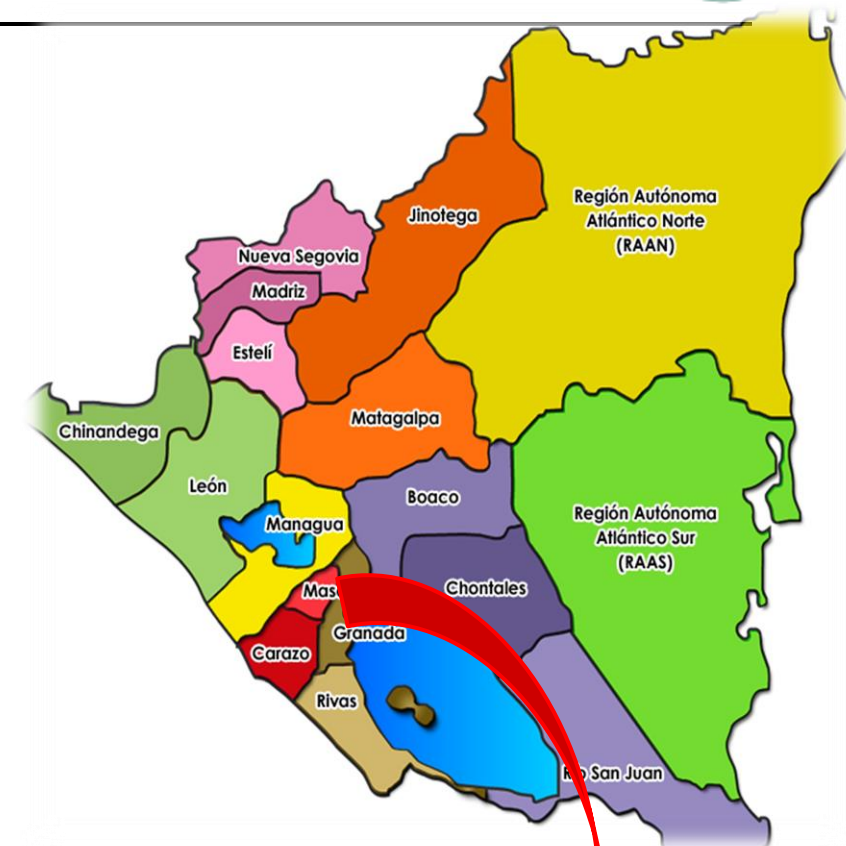 Jinotega
Región Autónoma
Atlántico Norte
(RAAN)
Nueva Segovia
Madriz
Estelí
Matagalpa
Chinandega
León
Boaco
Managua
Región Autónoma
Atlántico Sur
(RAAS)
Chontales
Granada
Carazo
Rivas
San Juan